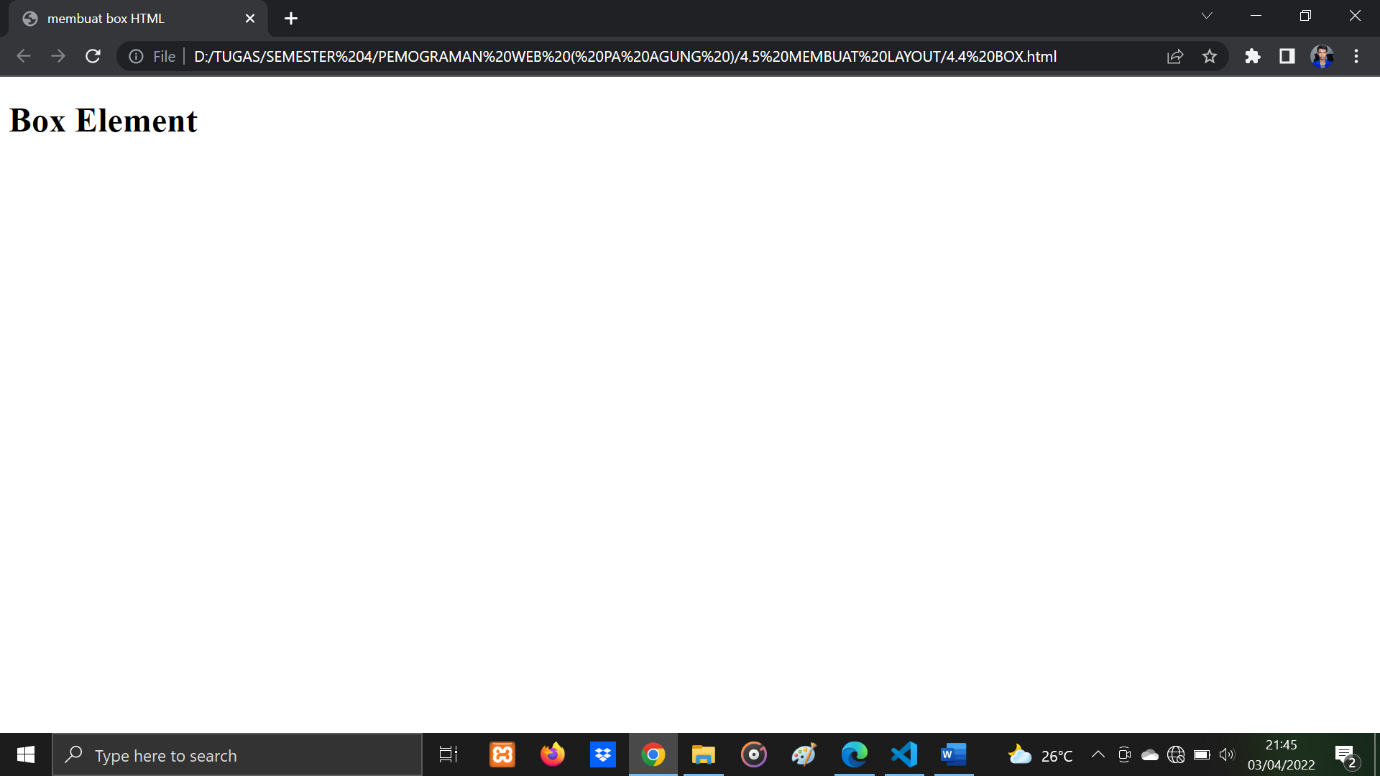 membuat box HTML
File | D:/TUGAS/SEMESTER%204/PEMOGRAMAN%20WEB%20(%20PA%20AGUNG%20)/4.5%20MEMBUAT%20LAYOUT/4.4%20BOX.html
Box Element
Type here to search
W
26°C
21:45
03/04/2022
2